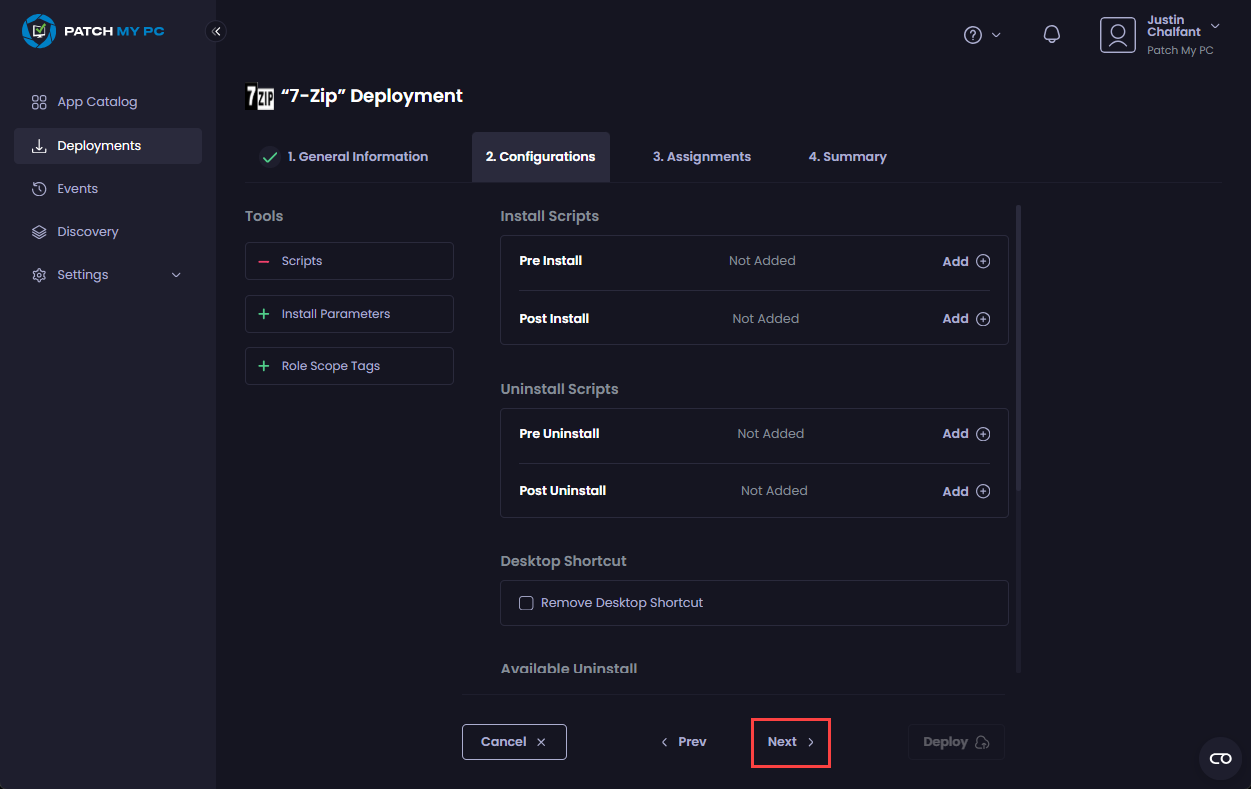 PATCH MY PC
Justin
Chalfant
Patch My PC
App Catalog
Deployments
Events
Discovery
Settings
7ZIP “7-Zip” Deployment
1. General Information
2. Configurations
3. Assignments
4. Summary
Tools
Scripts
Install Parameters
Role Scope Tags
Install Scripts
Pre Install Not Added Add
Post Install Not Added Add
Uninstall Scripts
Pre Uninstall Not Added Add
Post Uninstall Not Added Add
Desktop Shortcut
Remove Desktop Shortcut
Available Uninstall
Cancel
Prev
Next
Deploy